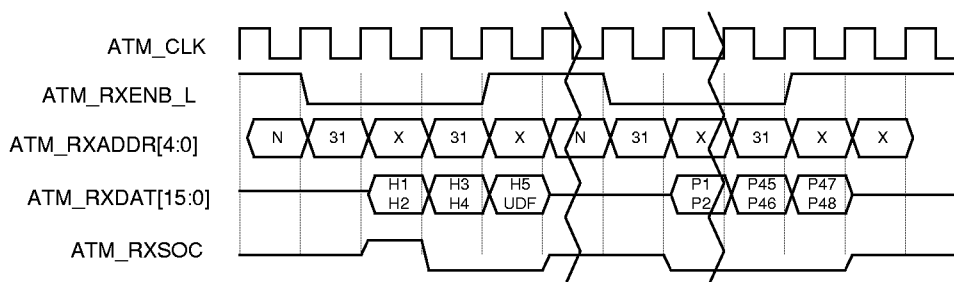 ATM_CLK
ATM_RXENB_L
ATM_RXADDR[4:0] N 31 X 31 X N 31 X 31 X X
ATM_RXDAT[15:0] H1 H3 H5 P1 P45 P47
H2 H4 UDF P2 P46 P48
ATM_RXSOC